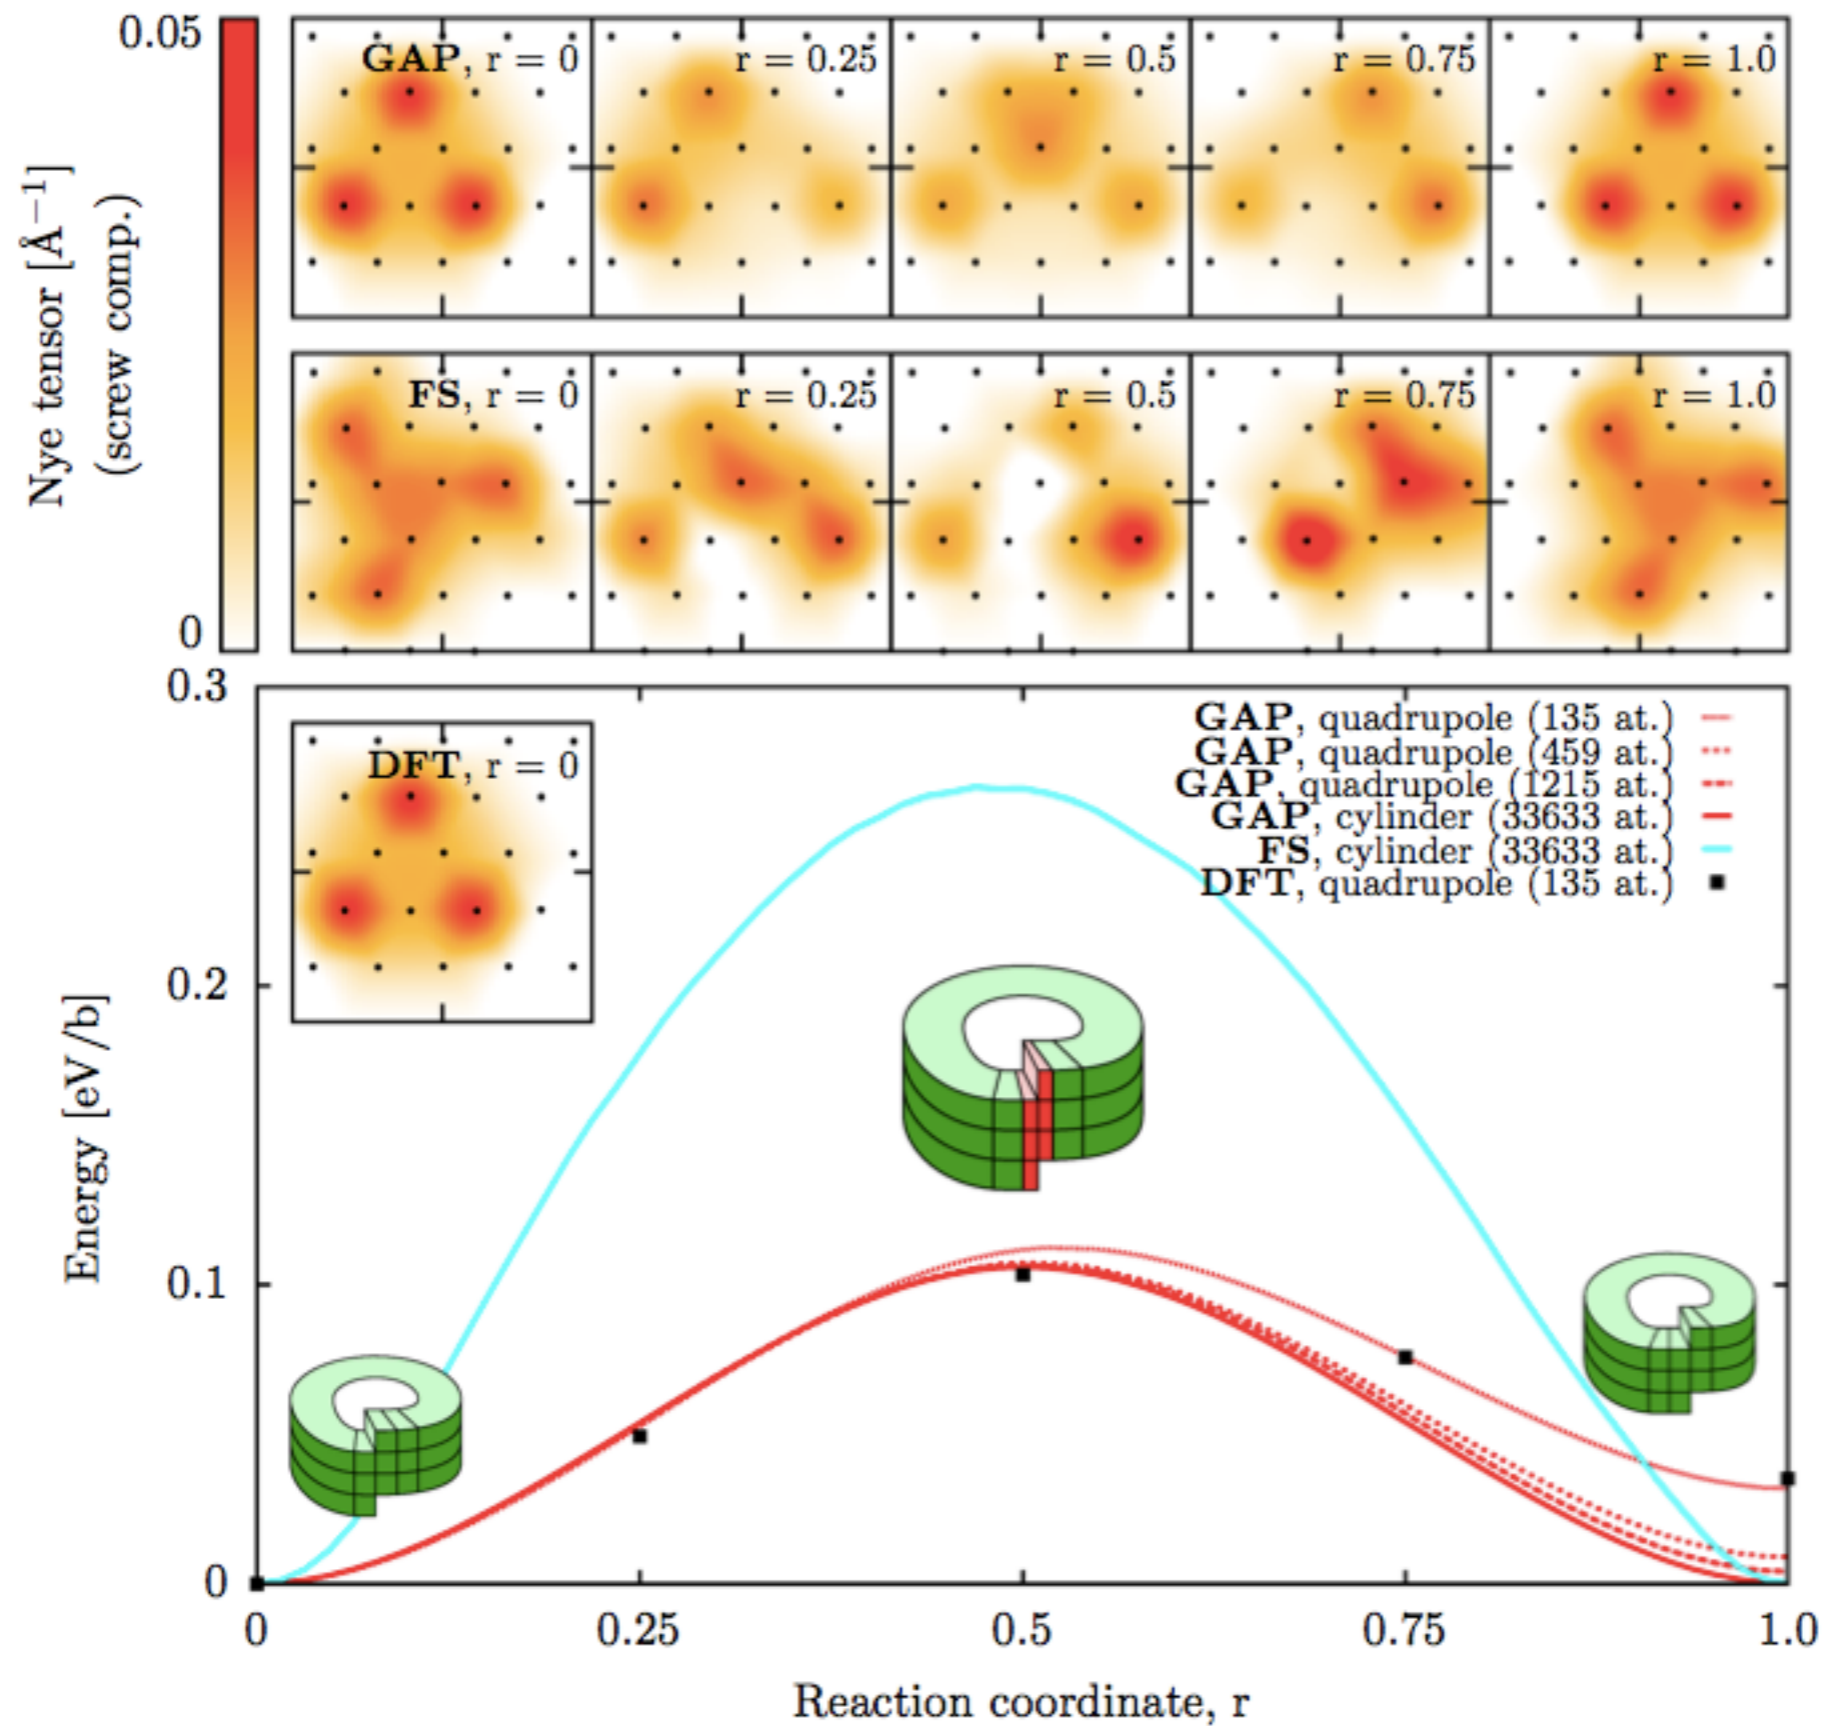 0.05
0
Nye tensor [Å⁻¹]
(screw comp.)
GAP, r = 0
r = 0.25
r = 0.5
r = 0.75
r = 1.0
FS, r = 0
r = 0.25
r = 0.5
r = 0.75
r = 1.0
0.3
0.2
0.1
0
Energy [eV/b]
DFT, r = 0
GAP, quadrupole (135 at.)
GAP, quadrupole (459 at.)
GAP, quadrupole (1215 at.)
GAP, cylinder (33633 at.)
FS, cylinder (33633 at.)
DFT, quadrupole (135 at.)
0
0.25
0.5
0.75
1.0
Reaction coordinate, r